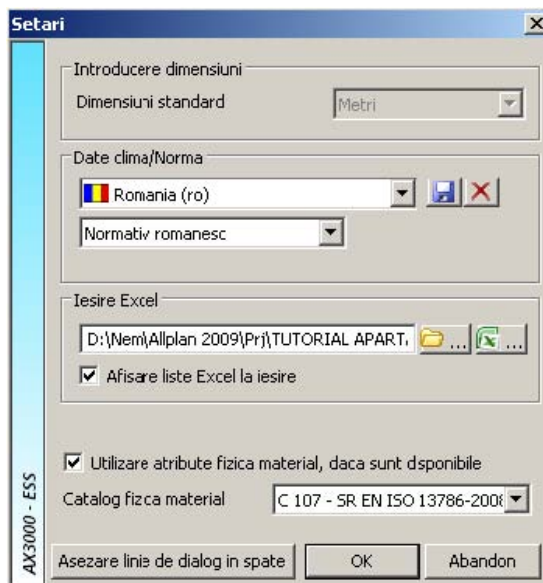 Setari
Introducere dimensiuni
Dimensiuni standard Metri
Date clima/Norma
Romania (ro)
Normativ romanesc
Iesire Excel
D:\Nem\Allplan 2009\Prj\TUTORIAL APART.
...
...
Afisare liste Excel la iesire
Utilizare atribute fizica material, daca sunt dsponibile
Catalog fizca material C 107 - SR EN ISO 13786-2008
AX3000 - ESS
Asezare linie de dialog in spate OK Abandon